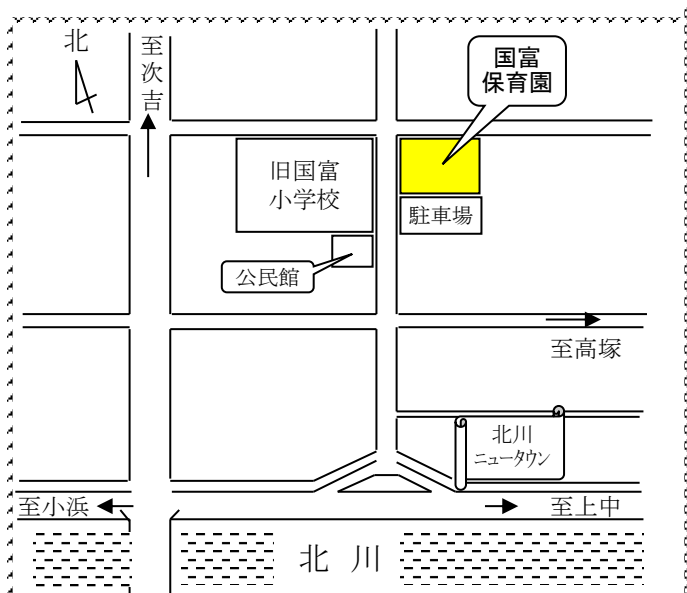 北
至次吉
国富
保育園
旧国富
小学校
駐車場
公民館
至高塚
北川
ニュータウン
至小浜
至上中
北川